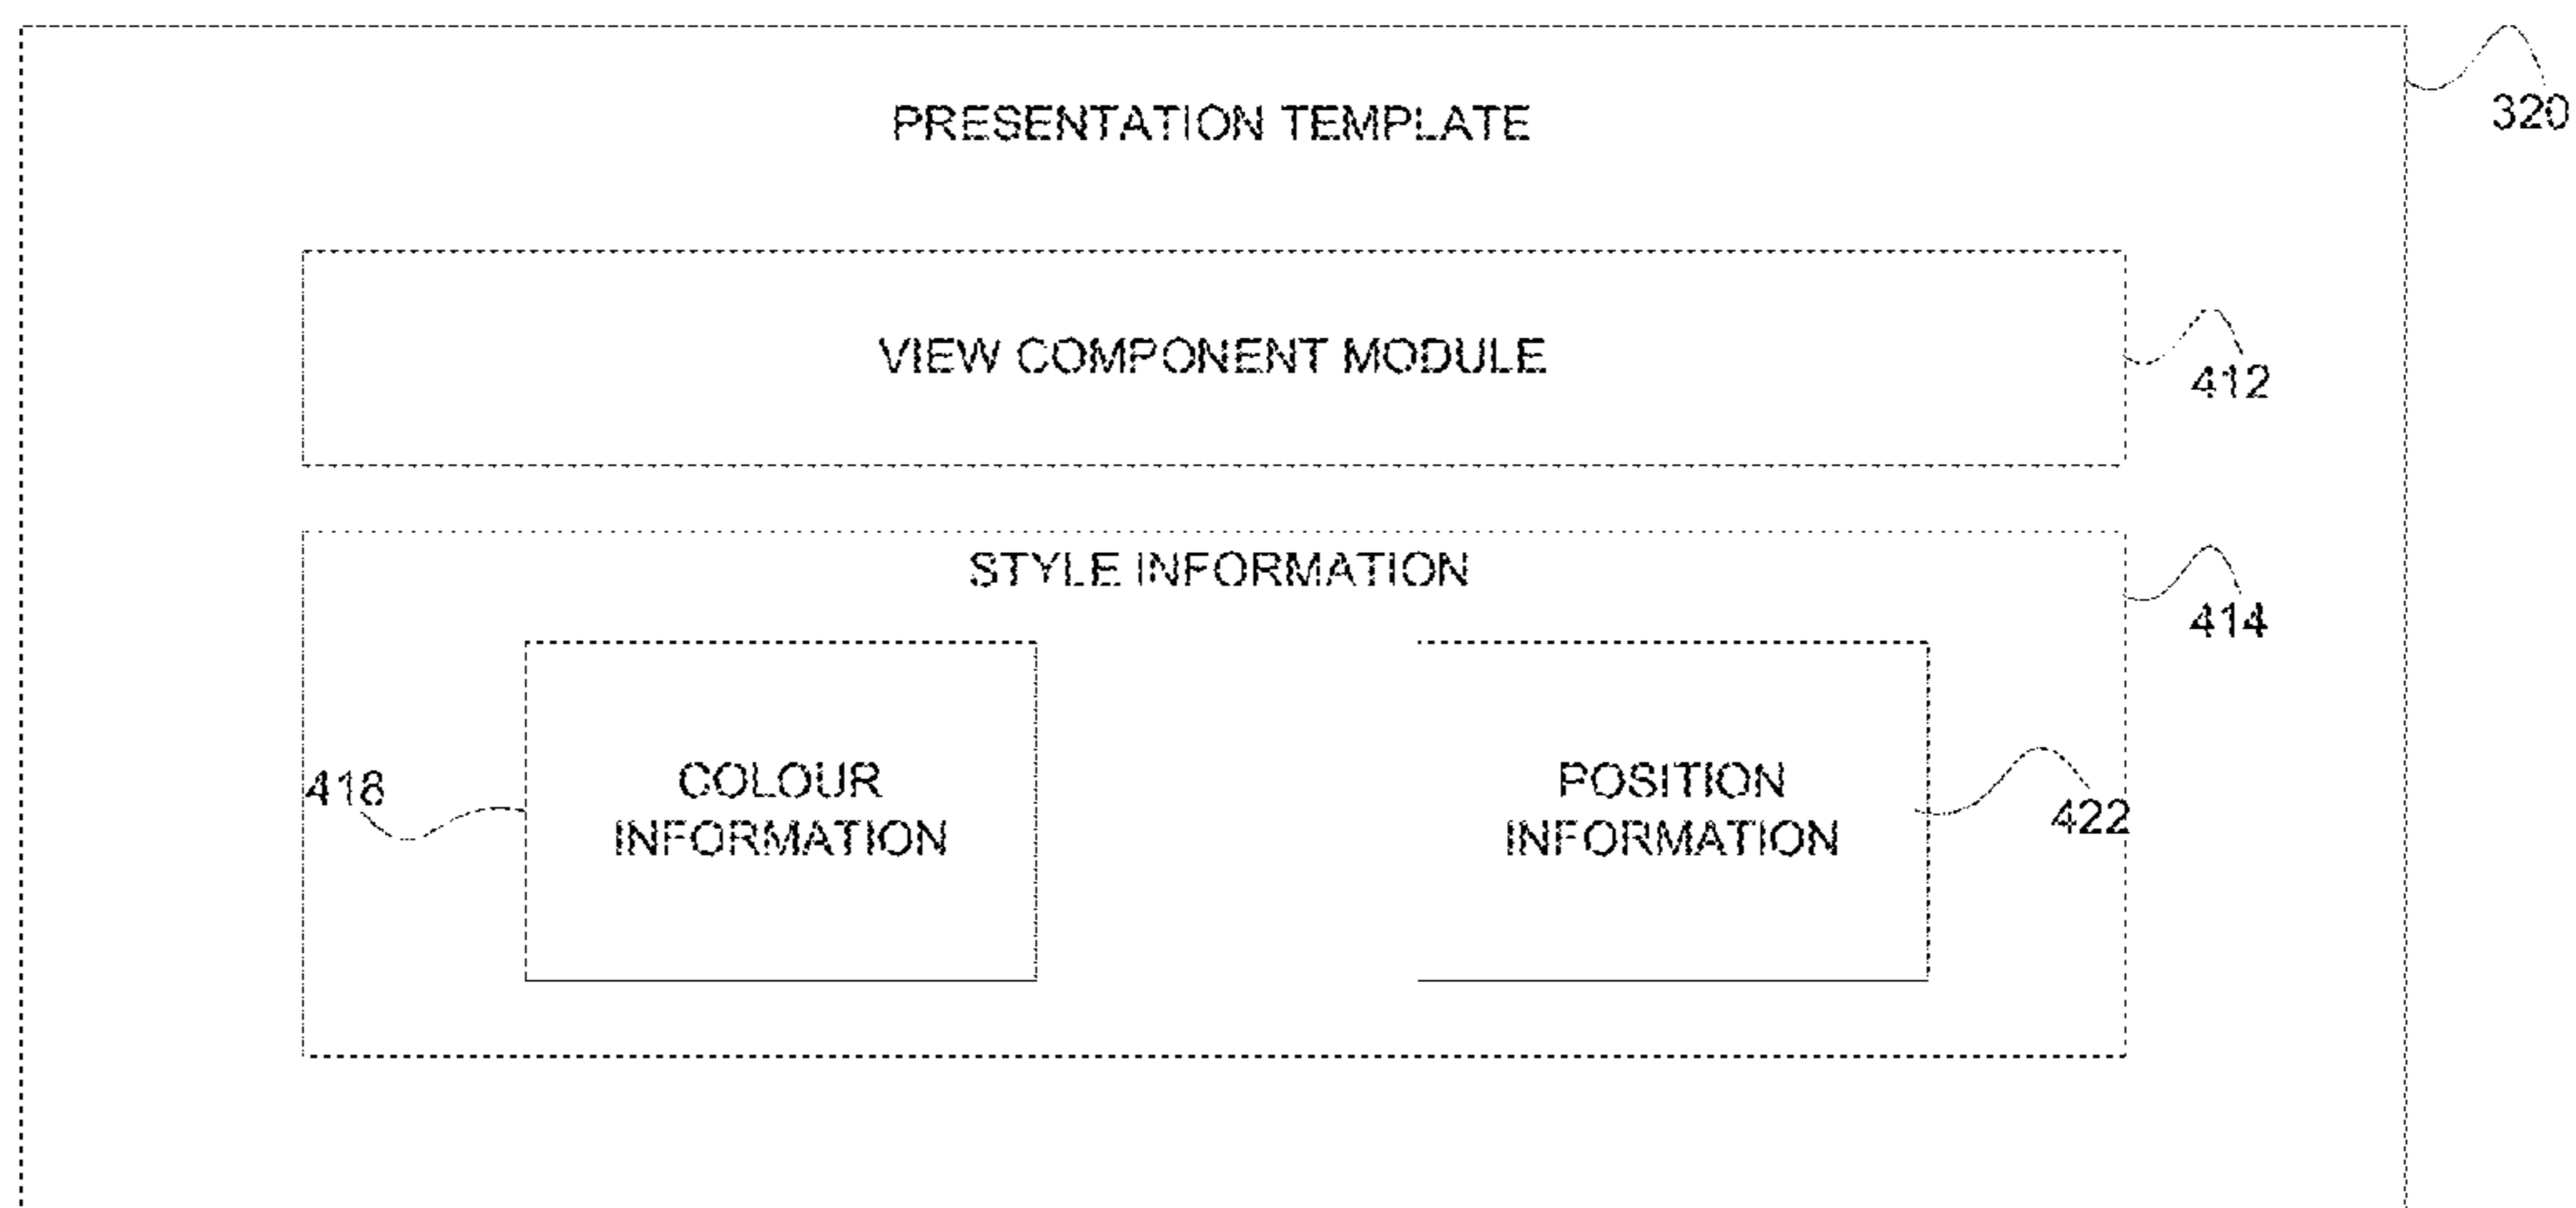 PRESENTATION TEMPLATE
320
VIEW COMPONENT MODULE
412
STYLE INFORMATION
414
418
COLOUR
INFORMATION
POSITION
INFORMATION
422